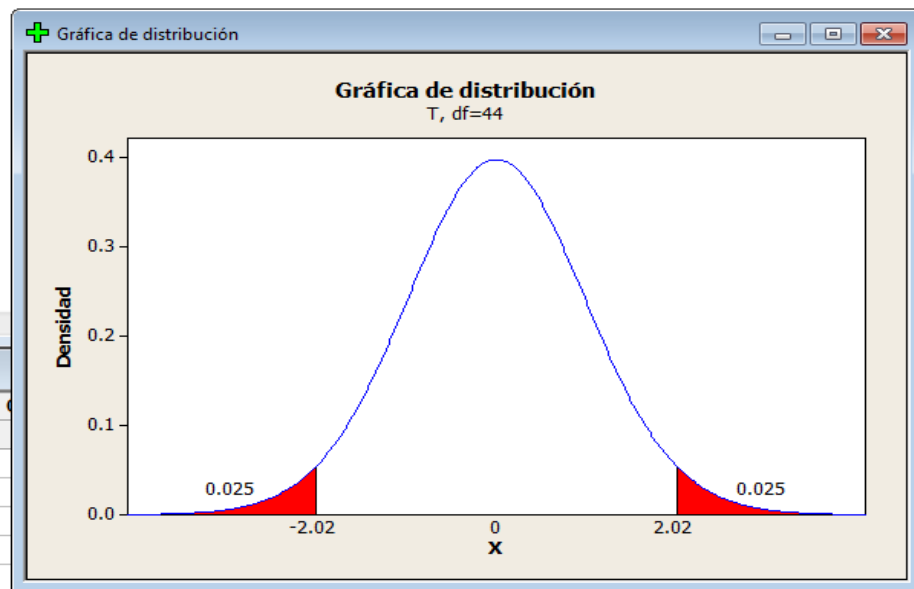 Gráfica de distribución
Gráfica de distribución
T, df=44
0.4
0.3
0.2
0.1
0.0
Densidad
0.025
0.025
-2.02
0
2.02
X